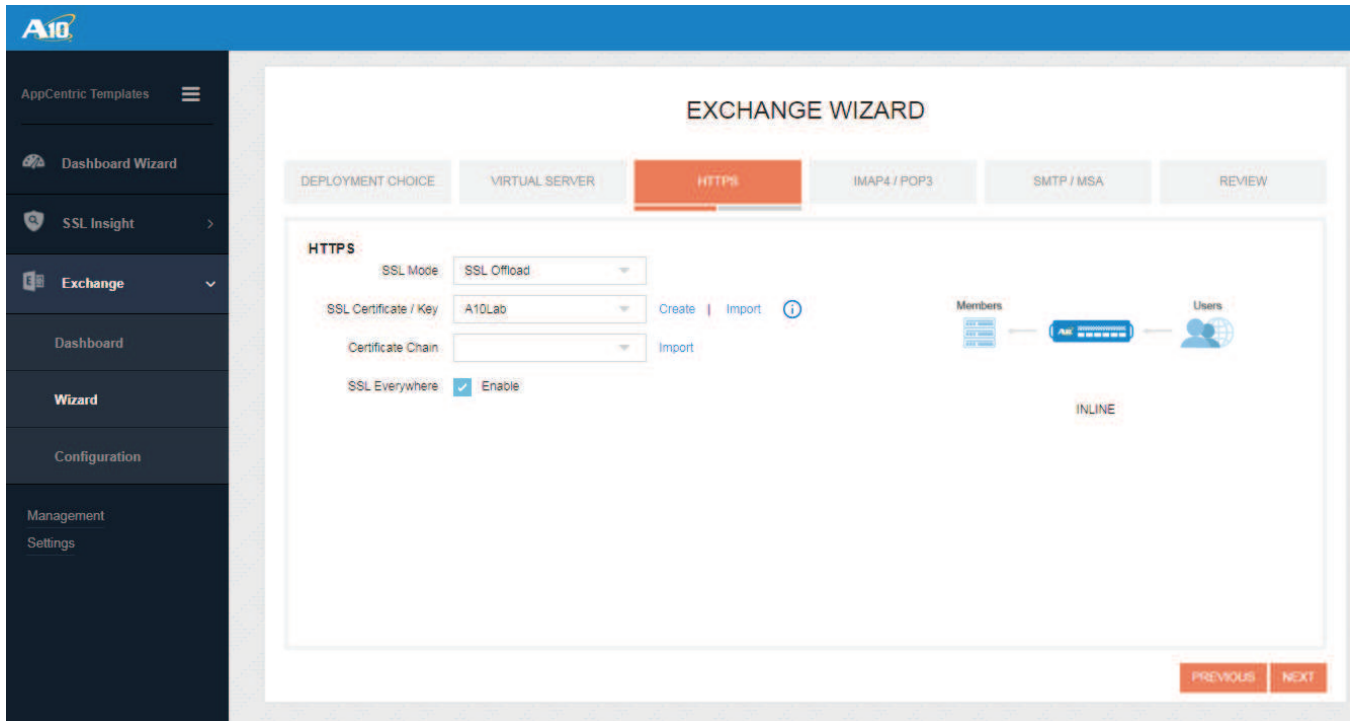 A10
AppCentric Templates
Dashboard Wizard
SSL Insight
Exchange
Dashboard
Wizard
Configuration
Management
Settings
EXCHANGE WIZARD
DEPLOYMENT CHOICE
VIRTUAL SERVER
HTTPS
IMAP4 / POP3
SMTP / MSA
REVIEW
HTTPS
SSL Mode SSL Offload
SSL Certificate / Key A10Lab Create | Import
Certificate Chain Import
SSL Everywhere Enable
Members
Users
A10
INLINE
PREVIOUS
NEXT